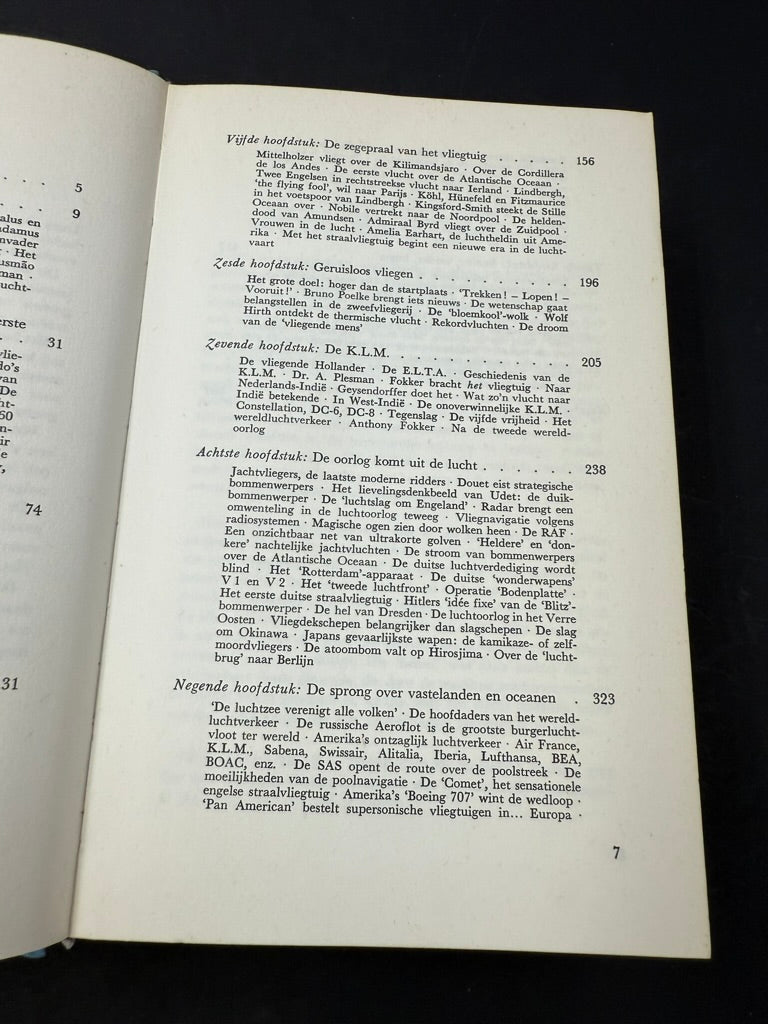 5
9
alus en
damus
nvader
· Het
usmão
man ·
ucht-
erste
31
vlie-
do's
van
De
ht-
60
n-
ir
e
74
31
Vijfde hoofdstuk: De zegepraal van het vliegtuig . . . . . 156
Mittelholzer vliegt over de Kilimandsjaro · Over de Cordillera
de los Andes · De eerste vlucht over de Atlantische Oceaan ·
Twee Engelsen in rechtstreekse vlucht naar Ierland · Lindbergh,
'the flying fool', wil naar Parijs · Köhl, Hünefeld en Fitzmaurice
in het voetspoor van Lindbergh · Kingsford-Smith steekt de Stille
Oceaan over · Nobile vertrekt naar de Noordpool · De helden-
dood van Amundsen · Admiraal Byrd vliegt over de Zuidpool ·
Vrouwen in de lucht · Amelia Earhart, de luchtheldin uit Ame-
rika · Met het straalvliegtuig begint een nieuwe era in de lucht-
vaart
Zesde hoofdstuk: Geruisloos vliegen . . . . . . . . . . 196
Het grote doel: hoger dan de startplaats · 'Trekken! – Lopen! –
Vooruit!' · Bruno Poelke brengt iets nieuws · De wetenschap gaat
belangstellen in de zweefvliegerij · De 'bloemkool'-wolk · Wolf
Hirth ontdekt de thermische vlucht · Rekordvluchten · De droom
van de 'vliegende mens'
Zevende hoofdstuk: De K.L.M. . . . . . . . . . . . 205
De vliegende Hollander · De E.L.T.A. · Geschiedenis van de
K.L.M. · Dr. A. Plesman · Fokker bracht het vliegtuig · Naar
Nederlands-Indië · Geysendorffer doet het · Wat zo'n vlucht naar
Indië betekende · In West-Indië · De onoverwinnelijke K.L.M. ·
Constellation, DC-6, DC-8 · Tegenslag · De vijfde vrijheid · Het
wereldluchtverkeer · Anthony Fokker · Na de tweede wereld-
oorlog
Achtste hoofdstuk: De oorlog komt uit de lucht . . . . . . 238
Jachtvliegers, de laatste moderne ridders · Douet eist strategische
bommenwerpers · Het lievelingsdenkbeeld van Udet: de duik-
bommenwerper · De 'luchtslag om Engeland' · Radar brengt een
omwenteling in de luchtoorlog teweeg · Vliegnavigatie volgens
radiosystemen · Magische ogen zien door wolken heen · De RAF ·
Een onzichtbaar net van ultrakorte golven · 'Heldere' en 'don-
kere' nachtelijke jachtvluchten · De stroom van bommenwerpers
over de Atlantische Oceaan · De duitse luchtverdediging wordt
blind · Het 'Rotterdam'-apparaat · De duitse 'wonderwapens'
V 1 en V 2 · Het 'tweede luchtfront' · Operatie 'Bodenplatte' ·
Het eerste duitse straalvliegtuig · Hitlers 'idée fixe' van de 'Blitz'-
bommenwerper · De hel van Dresden · De luchtoorlog in het Verre
Oosten · Vliegdekschepen belangrijker dan slagschepen · De slag
om Okinawa · Japans gevaarlijkste wapen: de kamikaze- of zelf-
moordvliegers · De atoombom valt op Hirosjima · Over de 'lucht-
brug' naar Berlijn
Negende hoofdstuk: De sprong over vastelanden en oceanen . 323
'De luchtzee verenigt alle volken' · De hoofdaders van het wereld-
luchtverkeer · De russische Aeroflot is de grootste burgerlucht-
vloot ter wereld · Amerika's ontzaglijk luchtverkeer · Air France,
K.L.M., Sabena, Swissair, Alitalia, Iberia, Lufthansa, BEA,
BOAC, enz. · De SAS opent de route over de poolstreek · De
moeilijkheden van de poolnavigatie · De 'Comet', het sensationele
engelse straalvliegtuig · Amerika's 'Boeing 707' wint de wedloop ·
'Pan American' bestelt supersonische vliegtuigen in... Europa ·
7